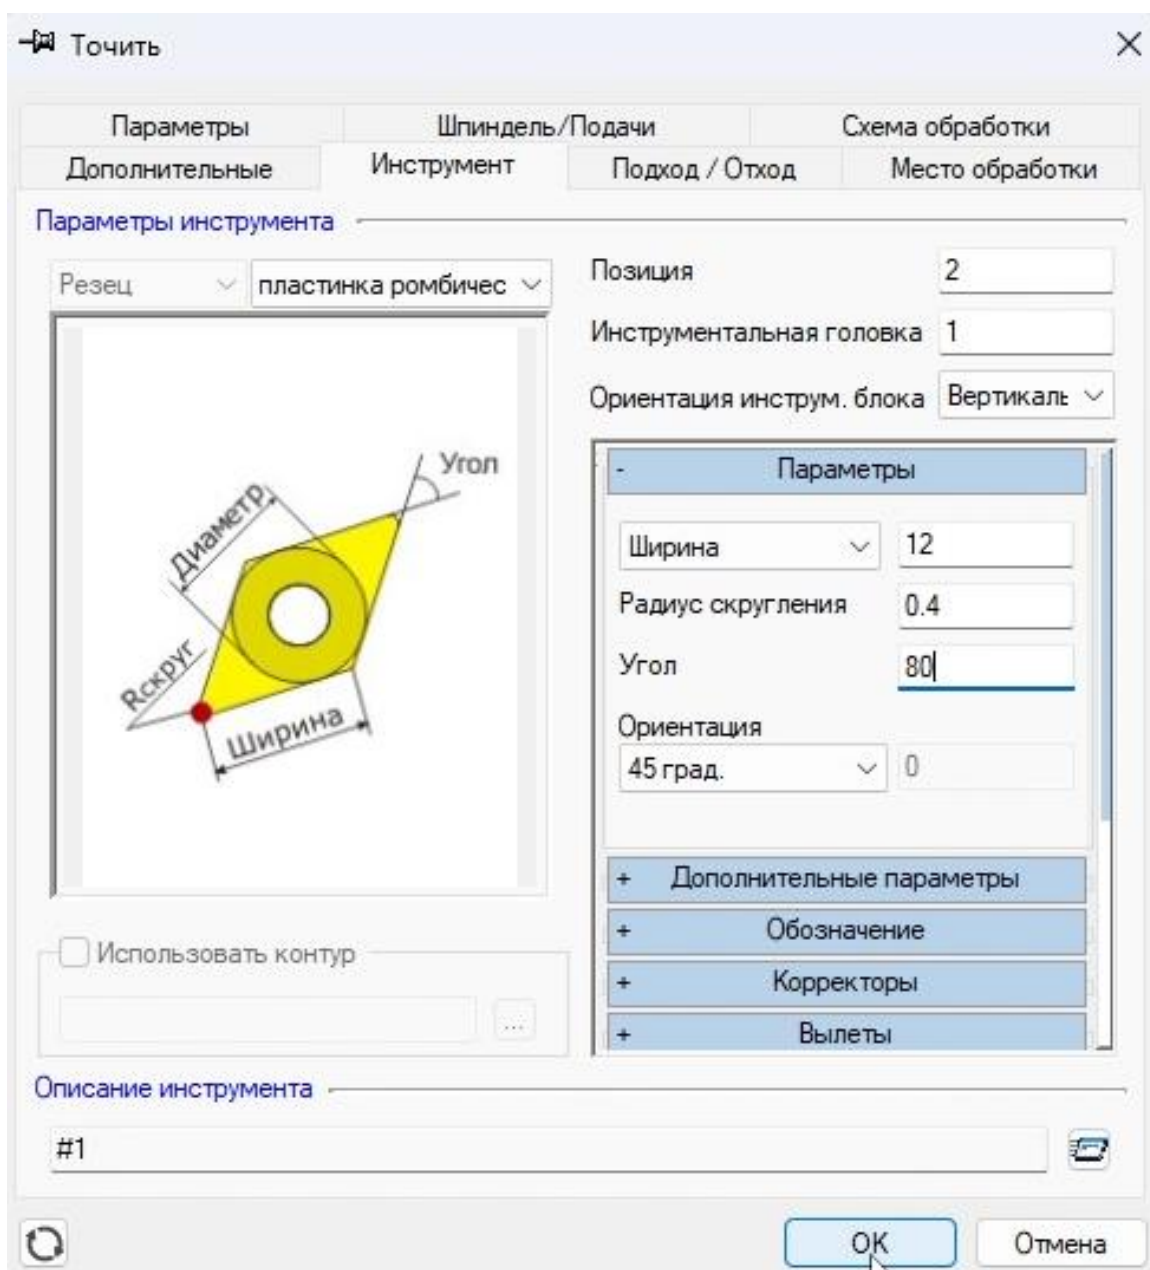 Точить
Параметры Шпиндель/Подачи Схема обработки
Дополнительные Инструмент Подход / Отход Место обработки
Параметры инструмента
Резец пластинка ромбичес
Позиция 2
Инструментальная головка 1
Ориентация инструм. блока Вертикаль
Угол
Диаметр
Rскруг
Ширина
- Параметры
Ширина 12
Радиус скругления 0.4
Угол 80
Ориентация
45 град. 0
+ Дополнительные параметры
+ Обозначение
+ Корректоры
+ Вылеты
Использовать контур
...
Описание инструмента
#1
OK Отмена